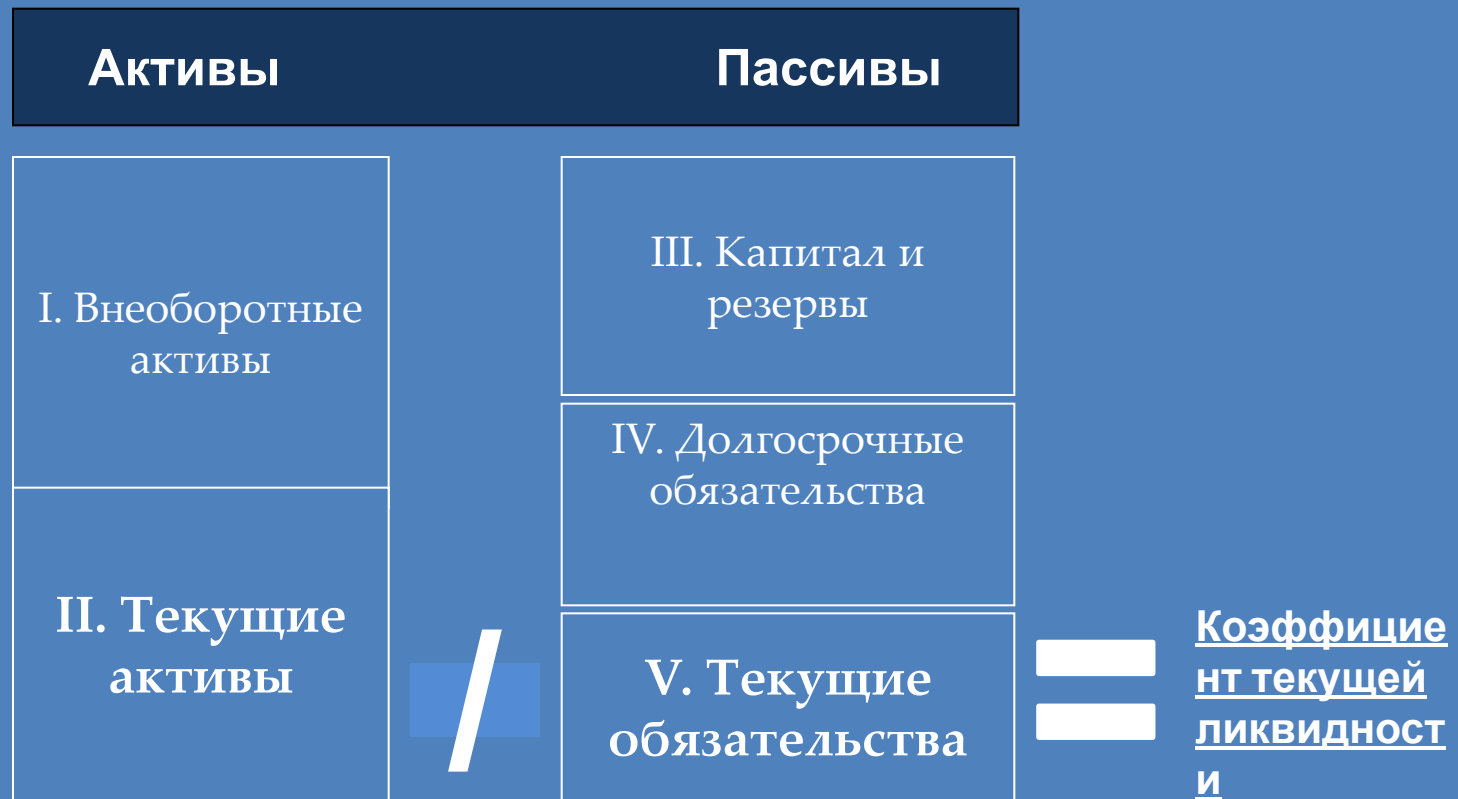 Активы Пассивы
I. Внеоборотные
активы
II. Текущие
активы
/
III. Капитал и
резервы
IV. Долгосрочные
обязательства
V. Текущие
обязательства
=
Коэффицие
нт текущей
ликвидност
и